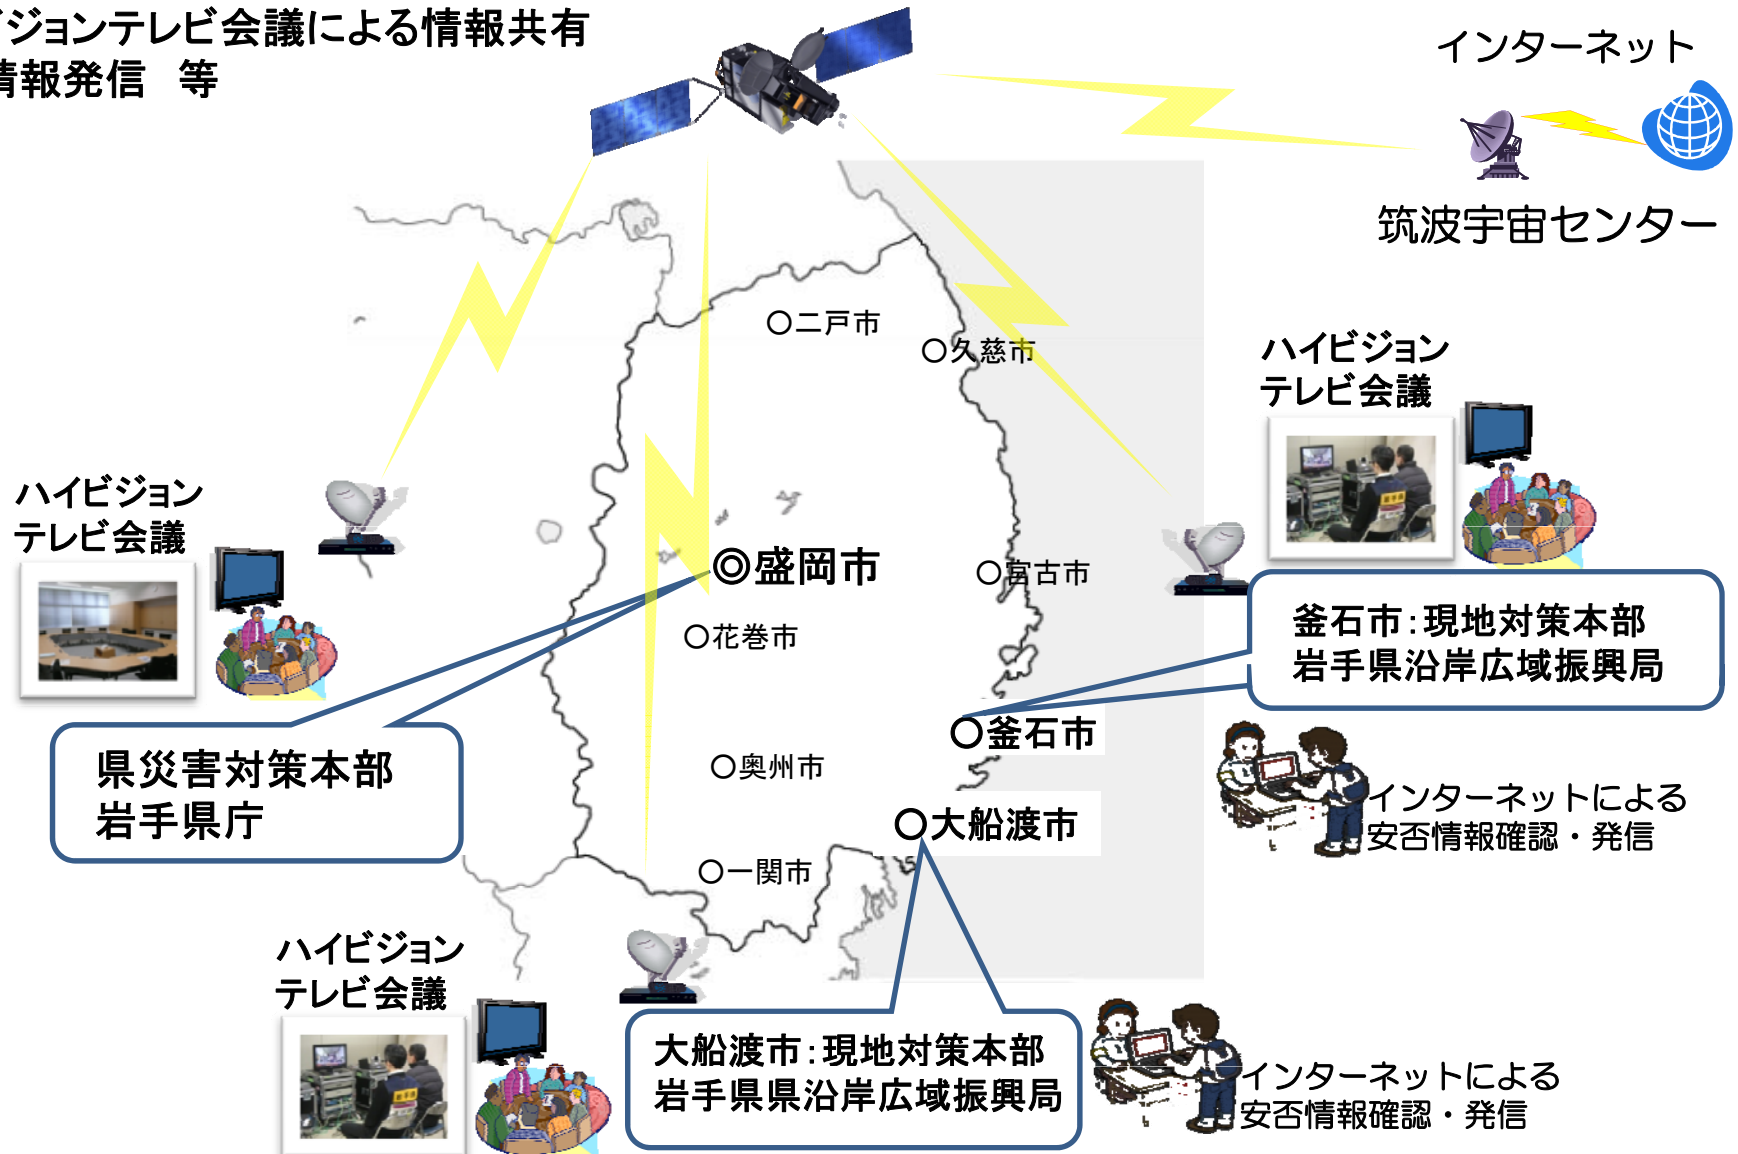 ビジョンテレビ会議による情報共有
情報発信 等
インターネット
筑波宇宙センター
○二戸市
○久慈市
ハイビジョン
テレビ会議
ハイビジョン
テレビ会議
◎盛岡市
○宮古市
○花巻市
釜石市:現地対策本部
岩手県沿岸広域振興局
○釜石市
県災害対策本部
岩手県庁
○奥州市
インターネットによる
安否情報確認・発信
○大船渡市
○一関市
ハイビジョン
テレビ会議
大船渡市:現地対策本部
岩手県県沿岸広域振興局
インターネットによる
安否情報確認・発信